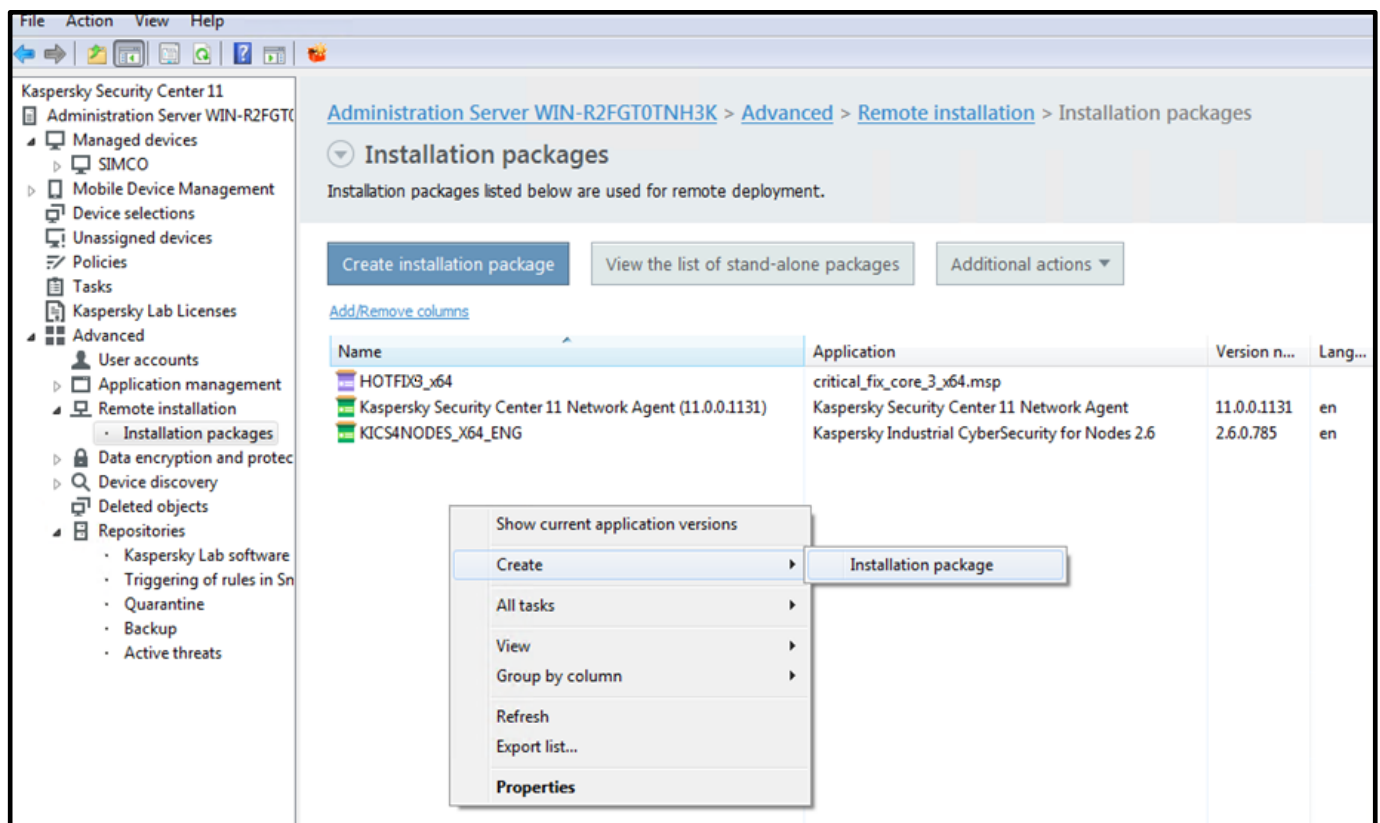 File Action View Help
Kaspersky Security Center 11
Administration Server WIN-R2FGT0
Managed devices
SIMCO
Mobile Device Management
Device selections
Unassigned devices
Policies
Tasks
Kaspersky Lab Licenses
Advanced
User accounts
Application management
Remote installation
Installation packages
Data encryption and protec
Device discovery
Deleted objects
Repositories
Kaspersky Lab software
Triggering of rules in Sn
Quarantine
Backup
Active threats
Administration Server WIN-R2FGT0TNH3K > Advanced > Remote installation > Installation packages
Installation packages
Installation packages listed below are used for remote deployment.
Create installation package View the list of stand-alone packages Additional actions
Add/Remove columns
Name Application Version n... Lang...
HOTFIX3_x64 critical_fix_core_3_x64.msp
Kaspersky Security Center 11 Network Agent (11.0.0.1131) Kaspersky Security Center 11 Network Agent 11.0.0.1131 en
KICS4NODES_X64_ENG Kaspersky Industrial CyberSecurity for Nodes 2.6 2.6.0.785 en
Show current application versions
Create Installation package
All tasks
View
Group by column
Refresh
Export list...
Properties